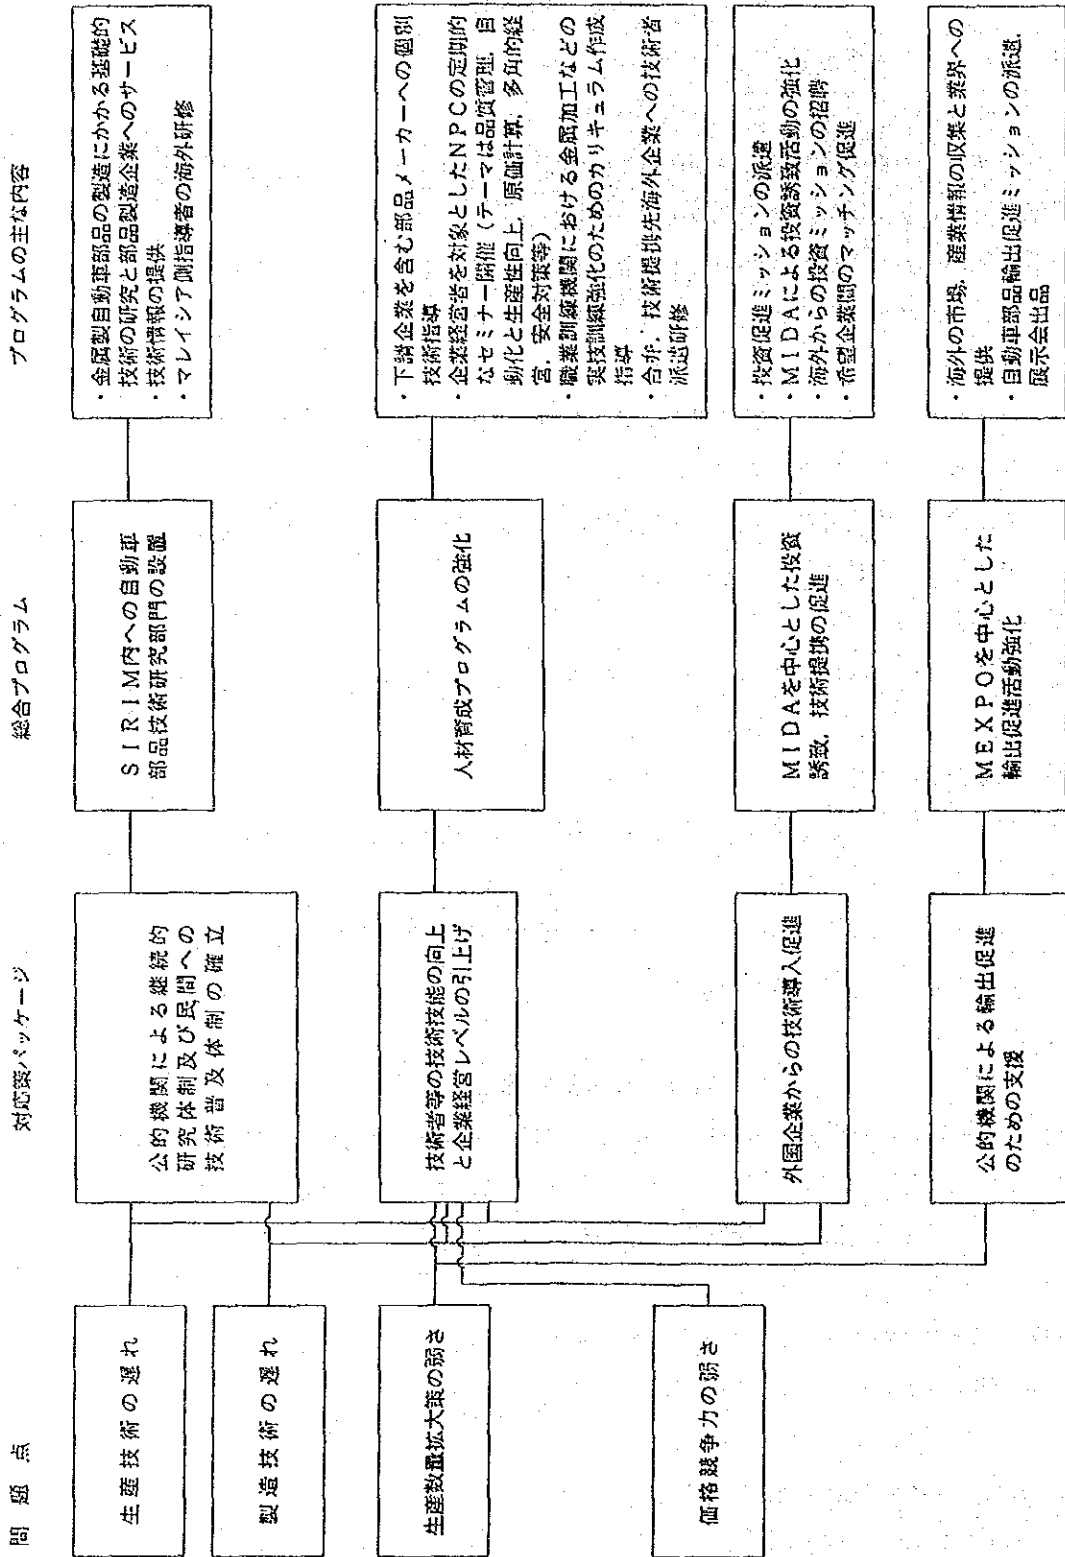 問題点
対応策パッケージ
総合プログラム
プログラムの主な内容
生産技術の遅れ
製造技術の遅れ
生産数量拡大策の弱さ
価格競争力の弱さ
公的機関による継続的
研究体制及び民間への
技術普及体制の確立
技術者等の技術技能の向上
と企業経営レベルの引上げ
外国企業からの技術導入促進
公的機関による輸出促進
のための支援
SIRIM内への自動車
部品技術研究部門の設置
人材育成プログラムの強化
MIDAを中心とした投資
誘致，技術提携の促進
MEXPOを中心とした
輸出促進活動強化
・金属製自動車部品の製造にかかる基礎的
技術の研究と部品製造企業へのサービス
・技術情報の提供
・マレイシア側指導者の海外研修
・下請企業を含む部品メーカーへの個別
技術指導
・企業経営者を対象としたNPCの定期的
なセミナー開催（テーマは品質管理，自
動化と生産性向上，原価計算，多角的経
営，安全対策等）
・職業訓練機関における金属加工などの
実技訓練強化のためのカリキュラム作成
指導
・合弁，技術提携先海外企業への技術者
派遣研修
・投資促進ミッションの派遣
・MIDAによる投資誘致活動の強化
・海外からの投資ミッションの招聘
・希望企業間のマッチング促進
・海外の市場，産業情報の収集と業界への
提供
・自動車部品輸出促進ミッションの派遣，
展示会出品